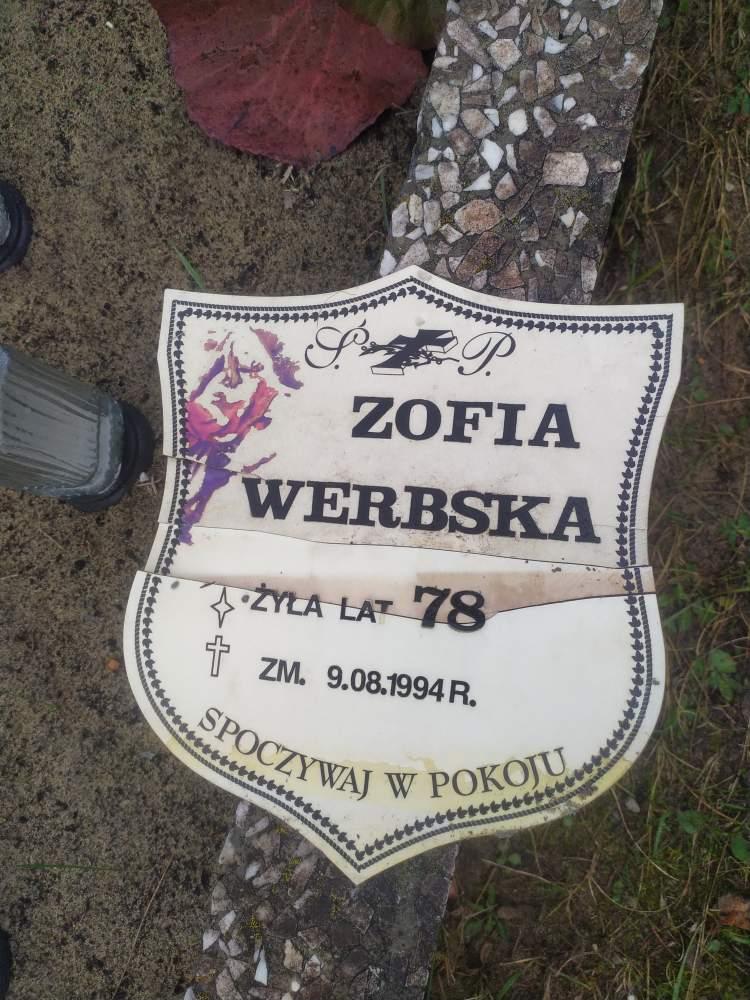 Ś. P.
ZOFIA
WERBSKA
ŻYŁA LAT 78
ZM. 9.08.1994 R.
SPOCZYWAJ W POKOJU